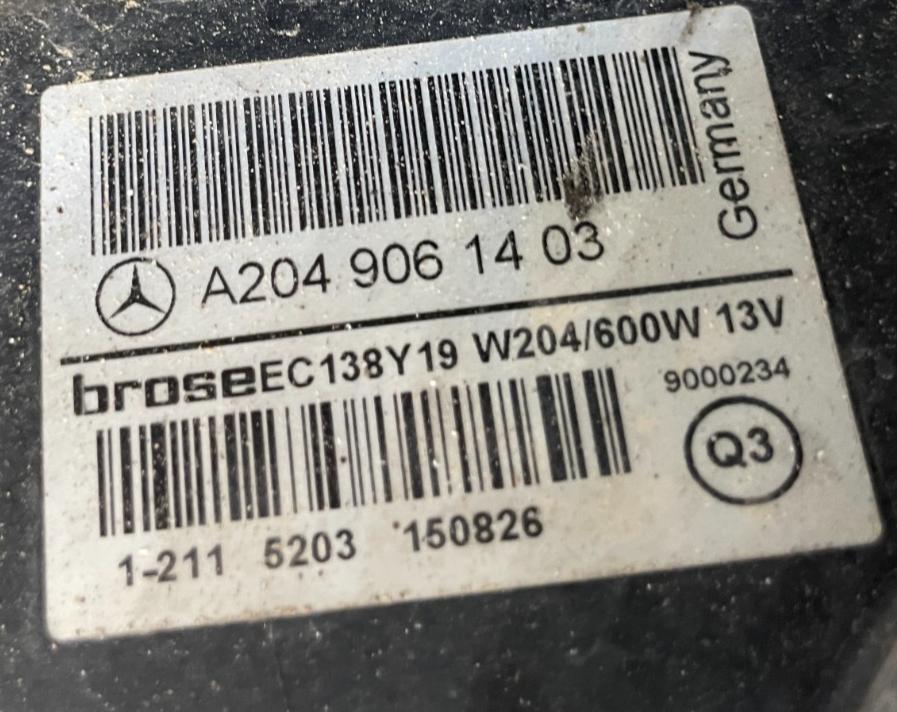 Germany
A204 906 14 03
broseEC138Y19 W204/600W 13V
9000234
Q3
1-211 5203 150826